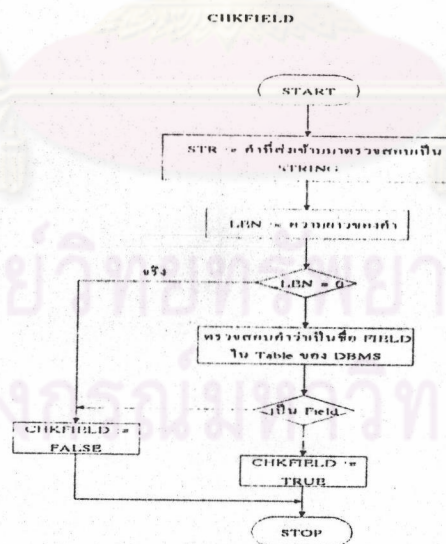 CHKFIELD
START
STR := คำที่ส่งเข้ามาตรวจสอบเป็น
STRING
LEN := ความยาวของคำ
จริง
LEN = 0
ตรวจสอบคำว่าเป็นชื่อ FIELD
ใน Table ของ DBMS
เป็น Field
CHKFIELD :=
FALSE
CHKFIELD :=
TRUE
STOP